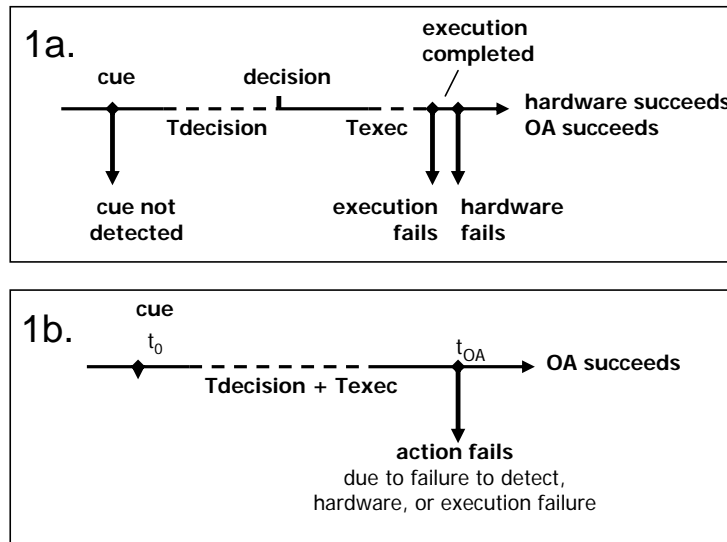 1a.
execution
completed
cue
decision
hardware succeeds
OA succeeds
Tdecision
Texec
cue not
detected
execution
fails
hardware
fails
1b.
cue
t0
tOA
OA succeeds
Tdecision + Texec
action fails
due to failure to detect,
hardware, or execution failure